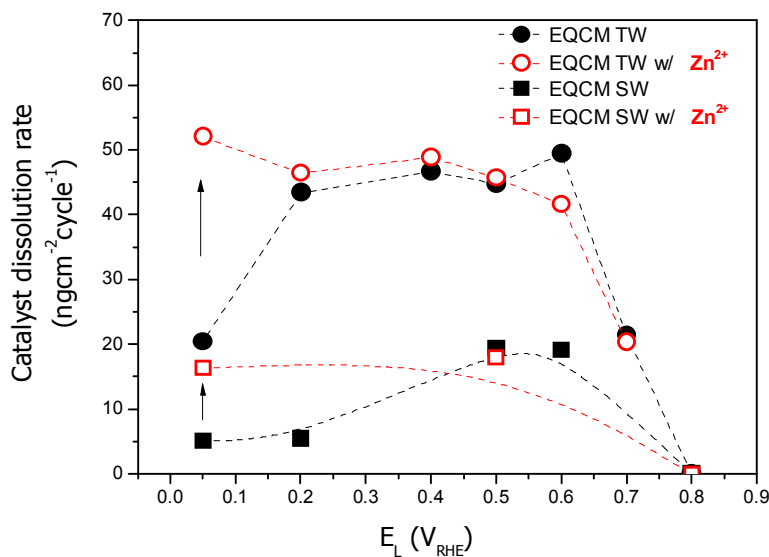 EQCM TW
EQCM TW w/ Zn²⁺
EQCM SW
EQCM SW w/ Zn²⁺
Catalyst dissolution rate
(ngcm⁻²cycle⁻¹)
70
60
50
40
30
20
10
0
0.0 0.1 0.2 0.3 0.4 0.5 0.6 0.7 0.8 0.9
E_L (V_RHE)